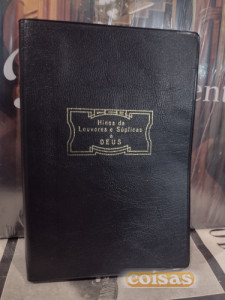 Hinos de
Louvores e Súplicas
a
DEUS
coisas